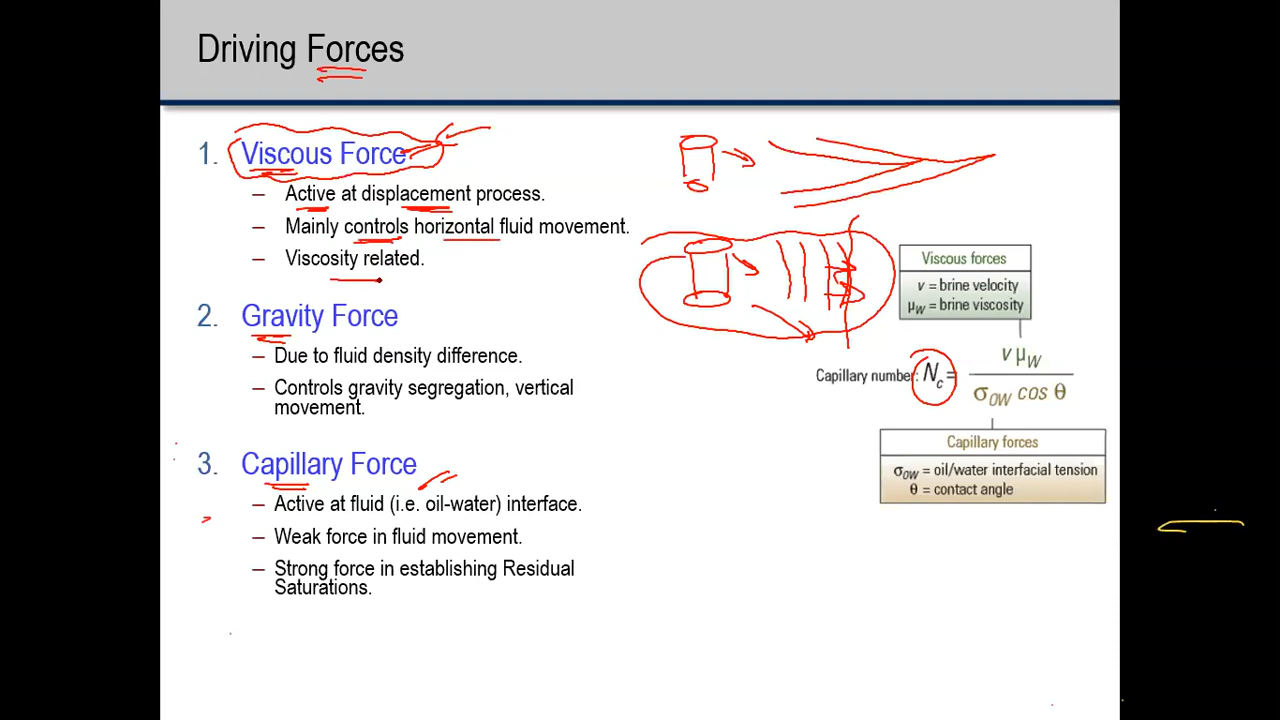 Driving Forces
1. Viscous Force
– Active at displacement process.
– Mainly controls horizontal fluid movement.
– Viscosity related.
2. Gravity Force
– Due to fluid density difference.
– Controls gravity segregation, vertical
movement.
3. Capillary Force
– Active at fluid (i.e. oil-water) interface.
– Weak force in fluid movement.
– Strong force in establishing Residual
Saturations.
Viscous forces
v = brine velocity
μW = brine viscosity
Capillary number: Nc = v μW / σOW cos θ
Capillary forces
σOW = oil/water interfacial tension
θ = contact angle